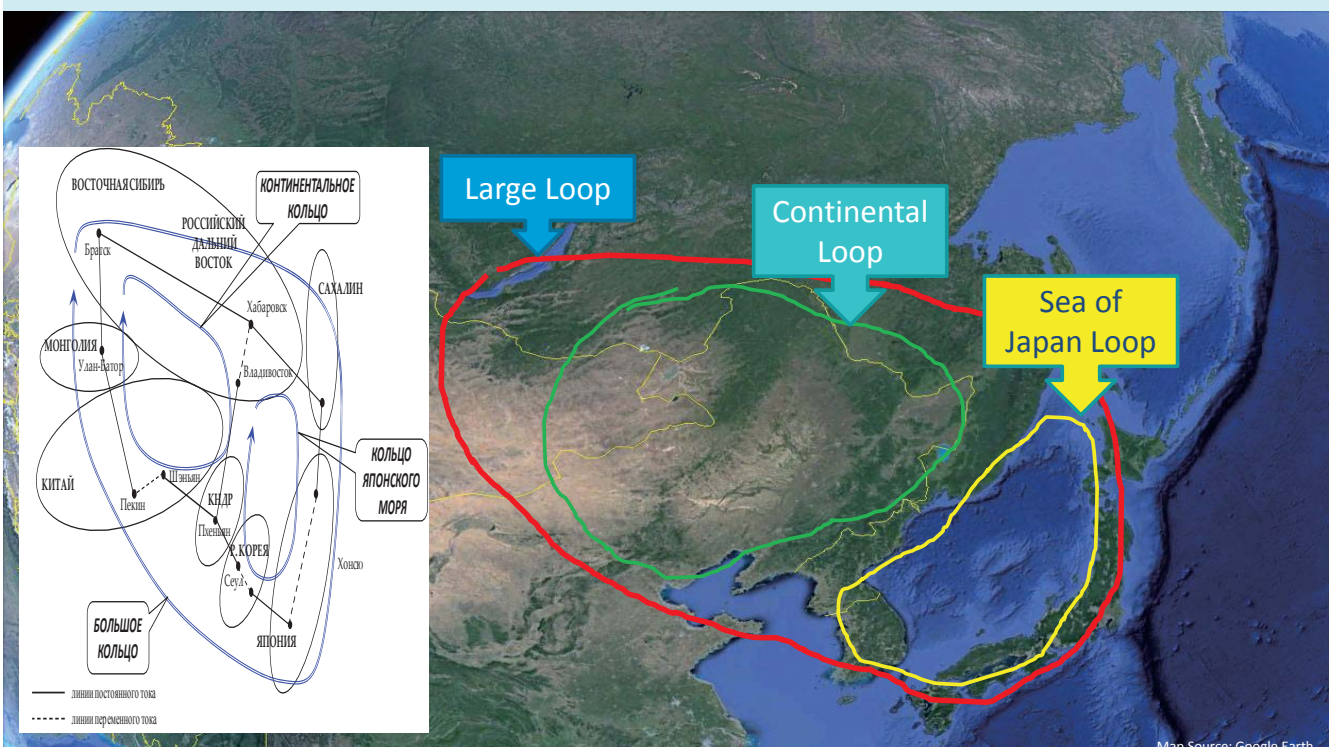 ВОСТОЧНАЯ СИБИРЬ
КОНТИНЕНТАЛЬНОЕ
КОЛЬЦО
РОССИЙСКИЙ
ДАЛЬНИЙ
ВОСТОК
Братск
САХАЛИН
Хабаровск
МОНГОЛИЯ
Улан-Батор
Владивосток
КОЛЬЦО
ЯПОНСКОГО
МОРЯ
КИТАЙ
Шэньян
Пекин
КНДР
Пхеньян
Р. КОРЕЯ
Сеул
Хонсю
БОЛЬШОЕ
КОЛЬЦО
ЯПОНИЯ
линии постоянного тока
линии переменного тока
Large Loop
Continental
Loop
Sea of
Japan Loop
Map Source: Google Earth